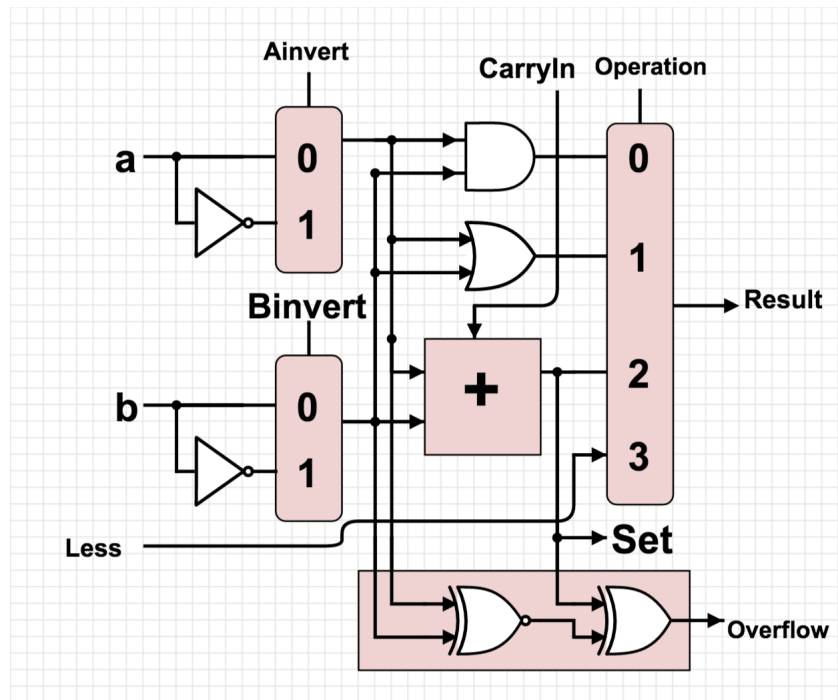 Ainvert
CarryIn
Operation
a
0
1
0
1
Result
Binvert
+
2
b
0
1
3
Less
Set
Overflow